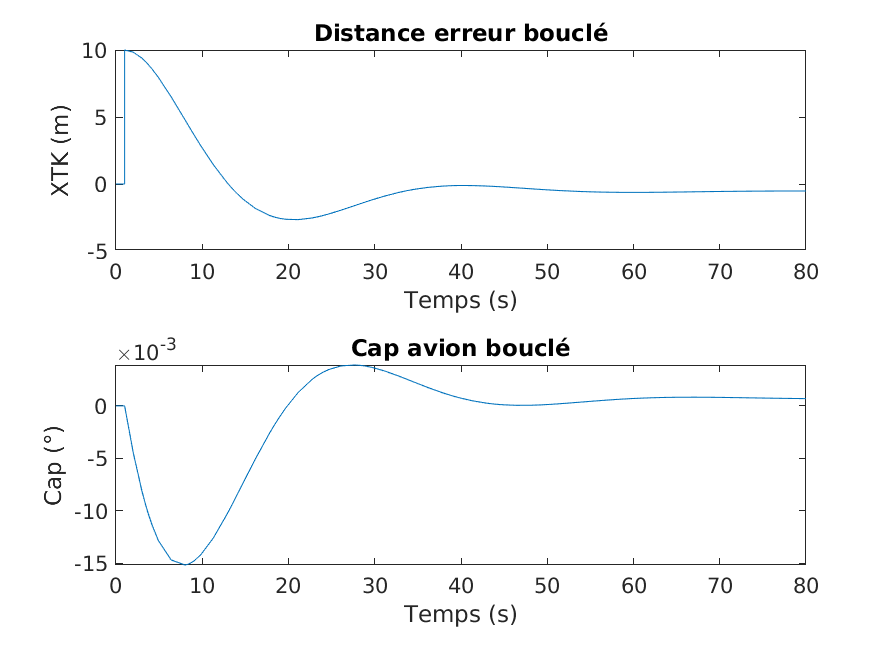 Distance erreur bouclé
10
5
0
-5
XTK (m)
0 10 20 30 40 50 60 70 80
Temps (s)
×10-3
Cap avion bouclé
0
-5
-10
-15
Cap (°)
0 10 20 30 40 50 60 70 80
Temps (s)